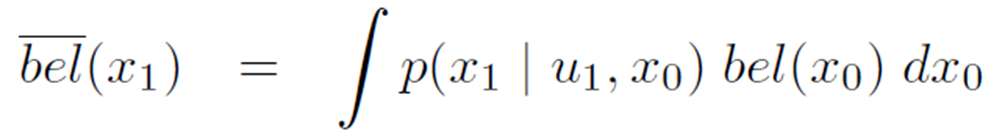 $\overline{bel}(x_1) = \int p(x_1 \mid u_1, x_0) \, bel(x_0) \, dx_0$